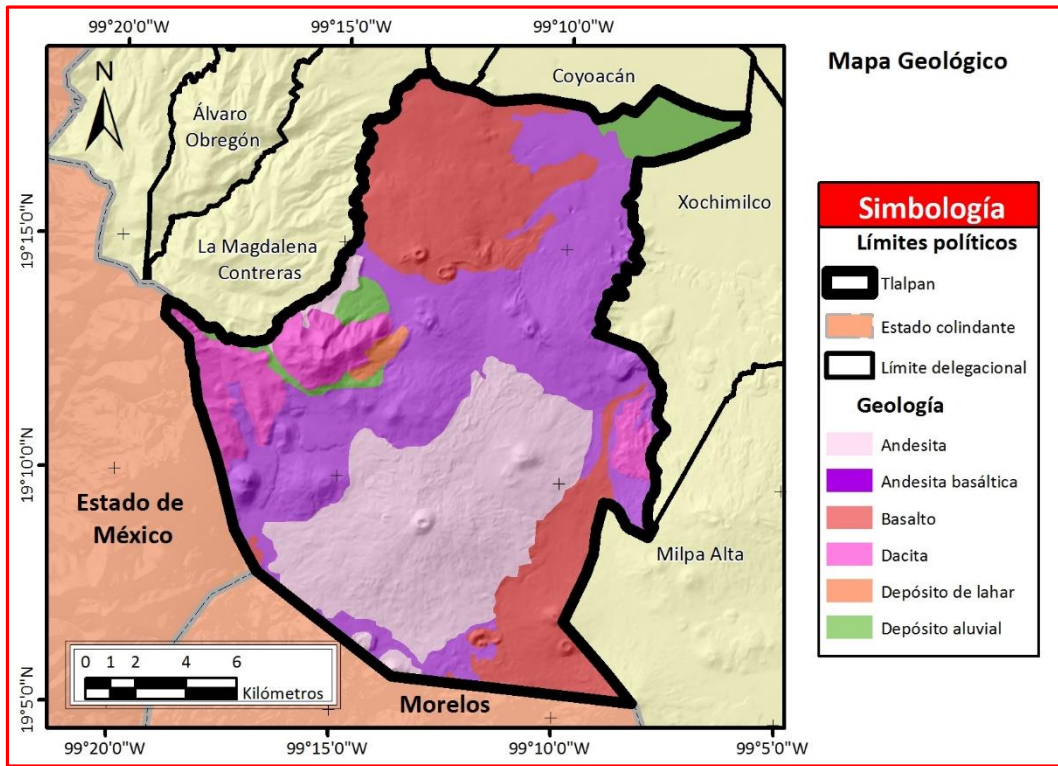 99°20'0"W
99°15'0"W
99°10'0"W
Mapa Geológico
N
Coyoacán
Álvaro
Obregón
Xochimilco
19°15'0"N
La Magdalena
Contreras
19°10'0"N
Estado de
México
Milpa Alta
0 1 2 4 6
Kilómetros
Morelos
19°5'0"N
99°20'0"W
99°15'0"W
99°10'0"W
99°5'0"W
Simbología
Límites políticos
Tlalpan
Estado colindante
Límite delegacional
Geología
Andesita
Andesita basáltica
Basalto
Dacita
Depósito de lahar
Depósito aluvial